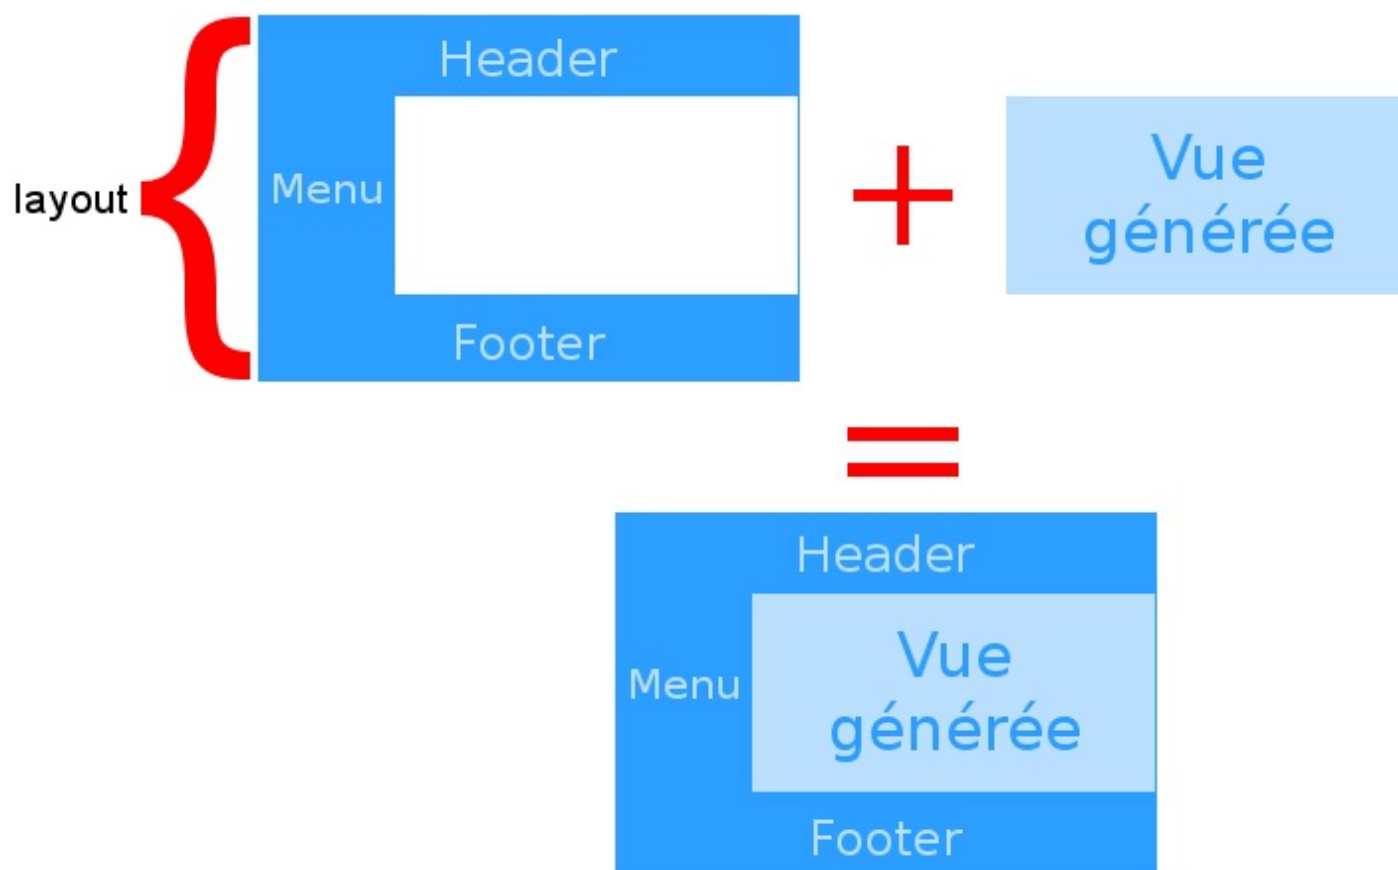 Header
layout
Menu
Footer
+
Vue
générée
=
Header
Menu
Vue
générée
Footer